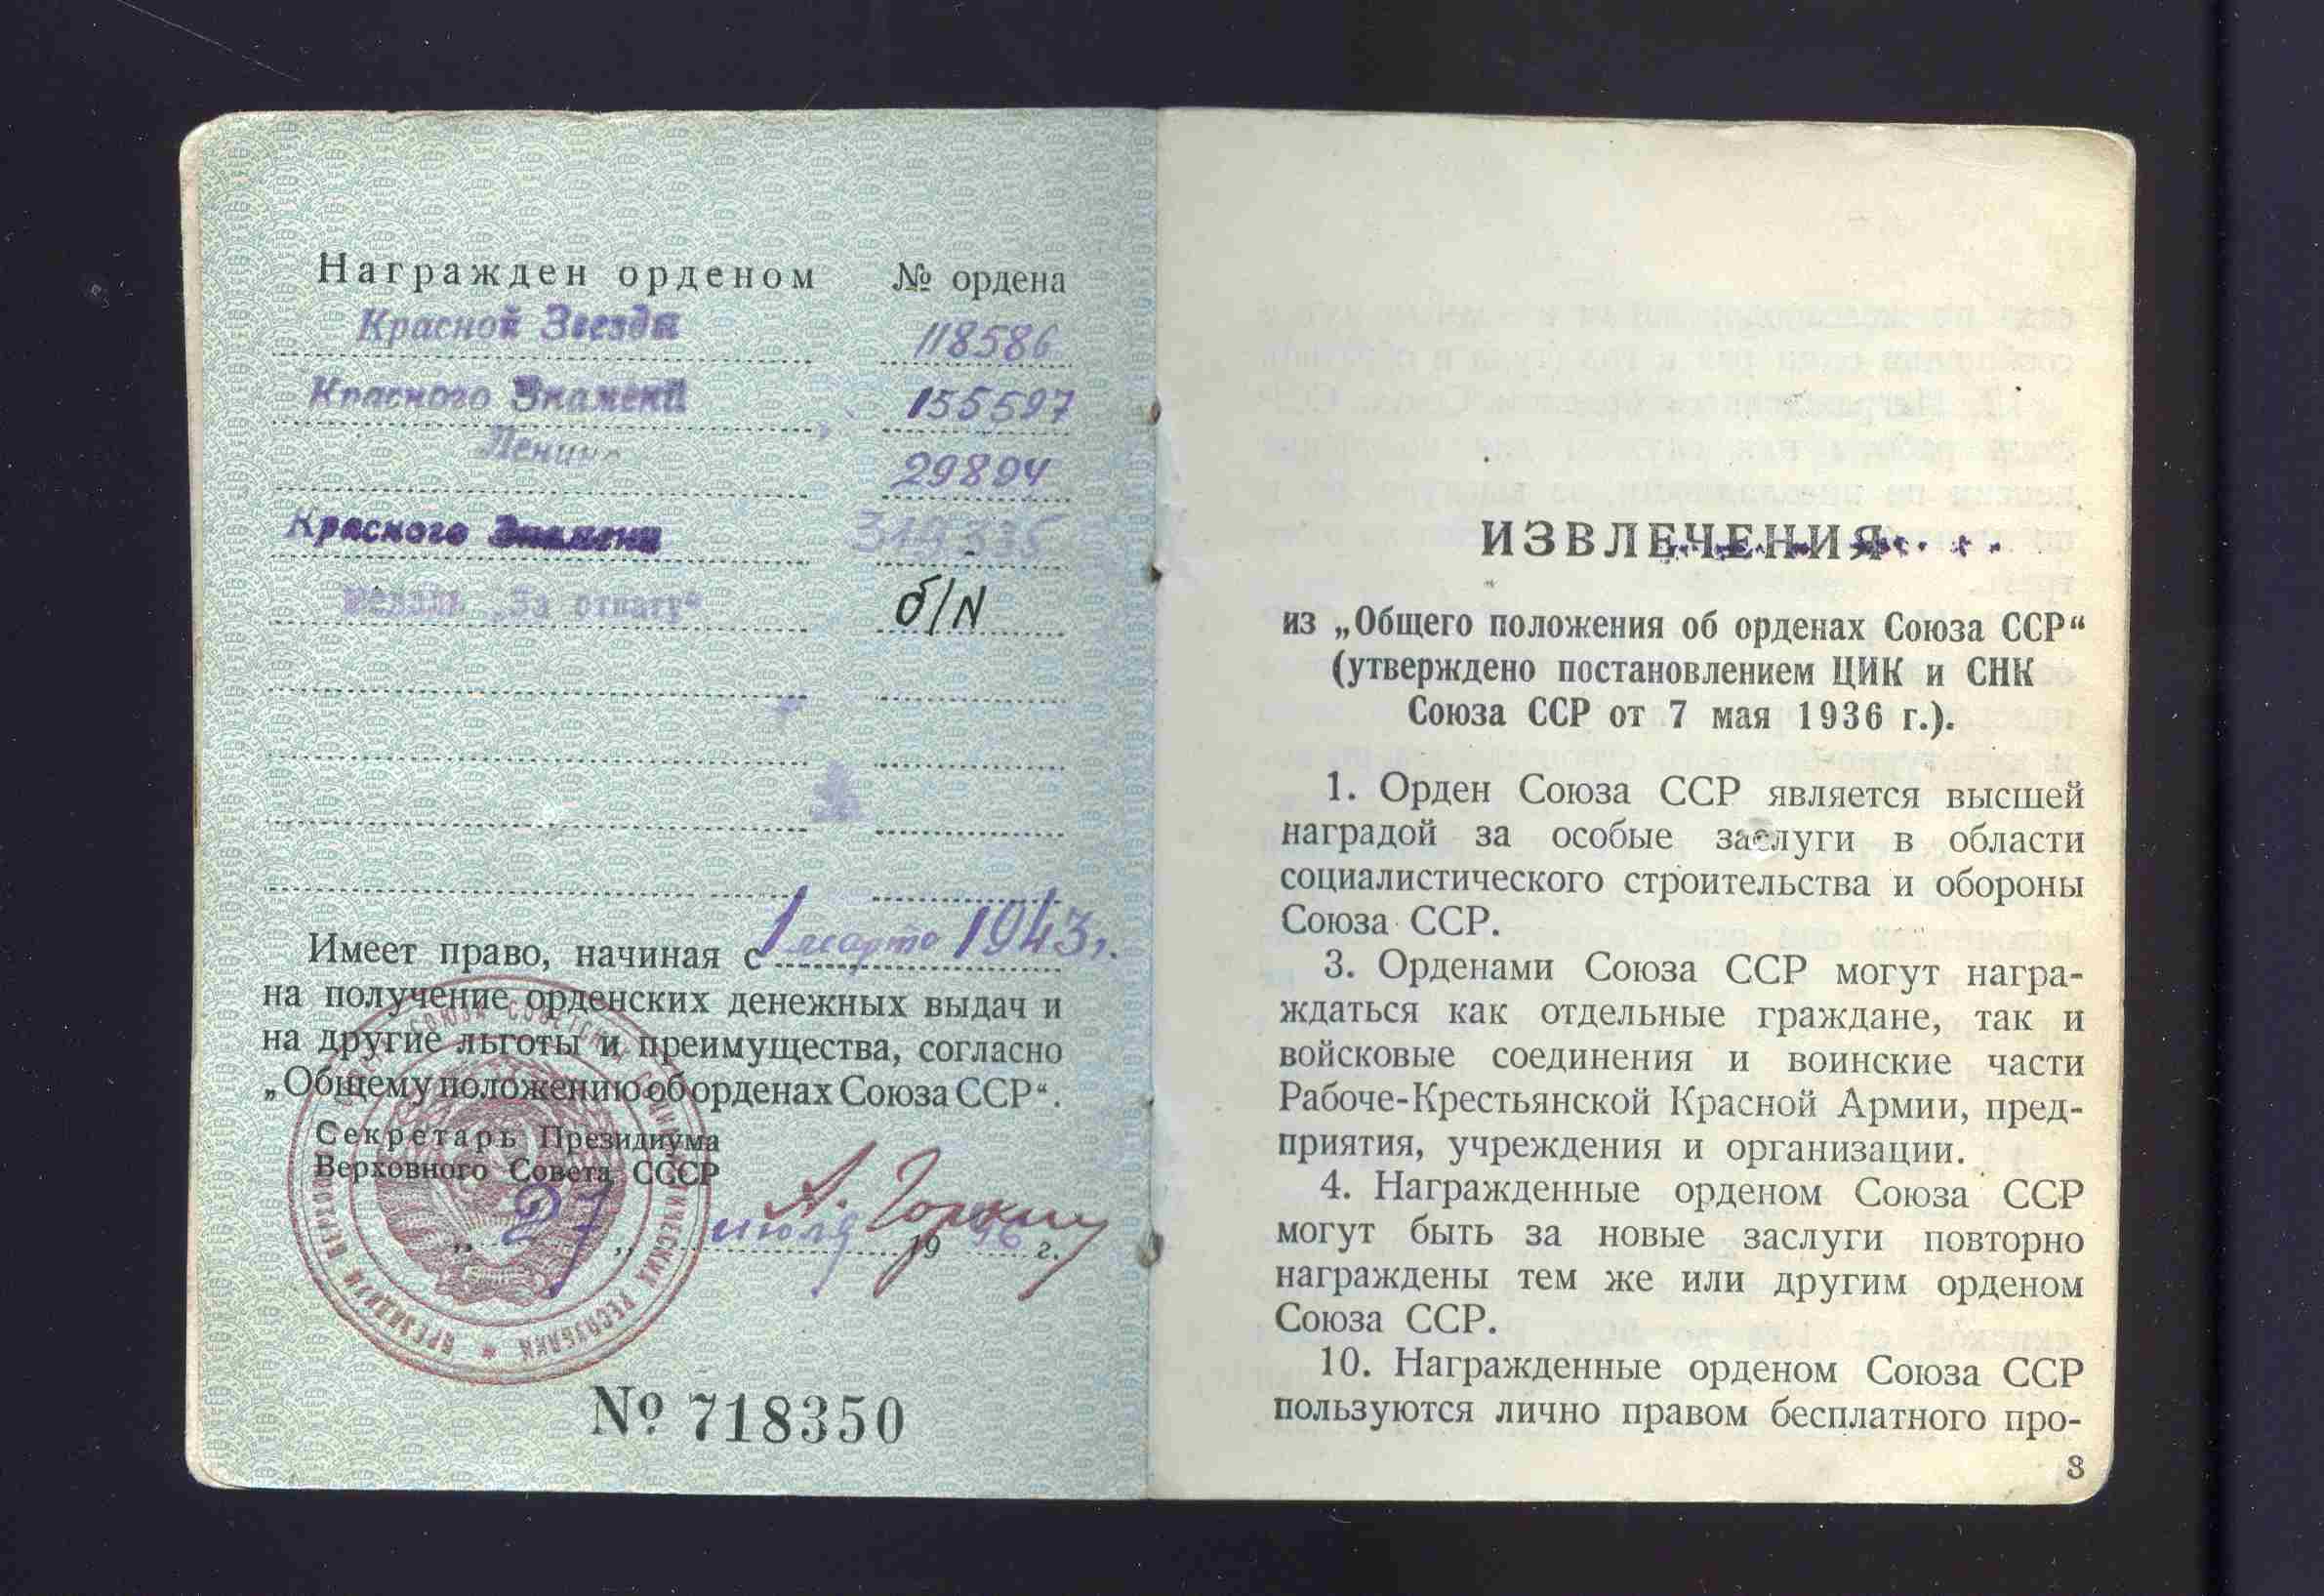 Награжден орденом № ордена
Красной Звезды 118586
Красного Знамени 155597
Ленина 29894
Красного Знамени 319335
Медаль „За отвагу“ б/N
Имеет право, начиная с 1 марта 1943 г.
на получение орденских денежных выдач и
на другие льготы и преимущества, согласно
„Общему положению об орденах Союза ССР“.
Секретарь Президиума
Верховного Совета СССР
А. Горкин
„27„ июля 1946 г.
№ 718350
ИЗВЛЕЧЕНИЯ
из „Общего положения об орденах Союза ССР“
(утверждено постановлением ЦИК и СНК
Союза ССР от 7 мая 1936 г.).
1. Орден Союза ССР является высшей
наградой за особые заслуги в области
социалистического строительства и обороны
Союза ССР.
3. Орденами Союза ССР могут награ-
ждаться как отдельные граждане, так и
войсковые соединения и воинские части
Рабоче-Крестьянской Красной Армии, пред-
приятия, учреждения и организации.
4. Награжденные орденом Союза ССР
могут быть за новые заслуги повторно
награждены тем же или другим орденом
Союза ССР.
10. Награжденные орденом Союза ССР
пользуются лично правом бесплатного про-
3